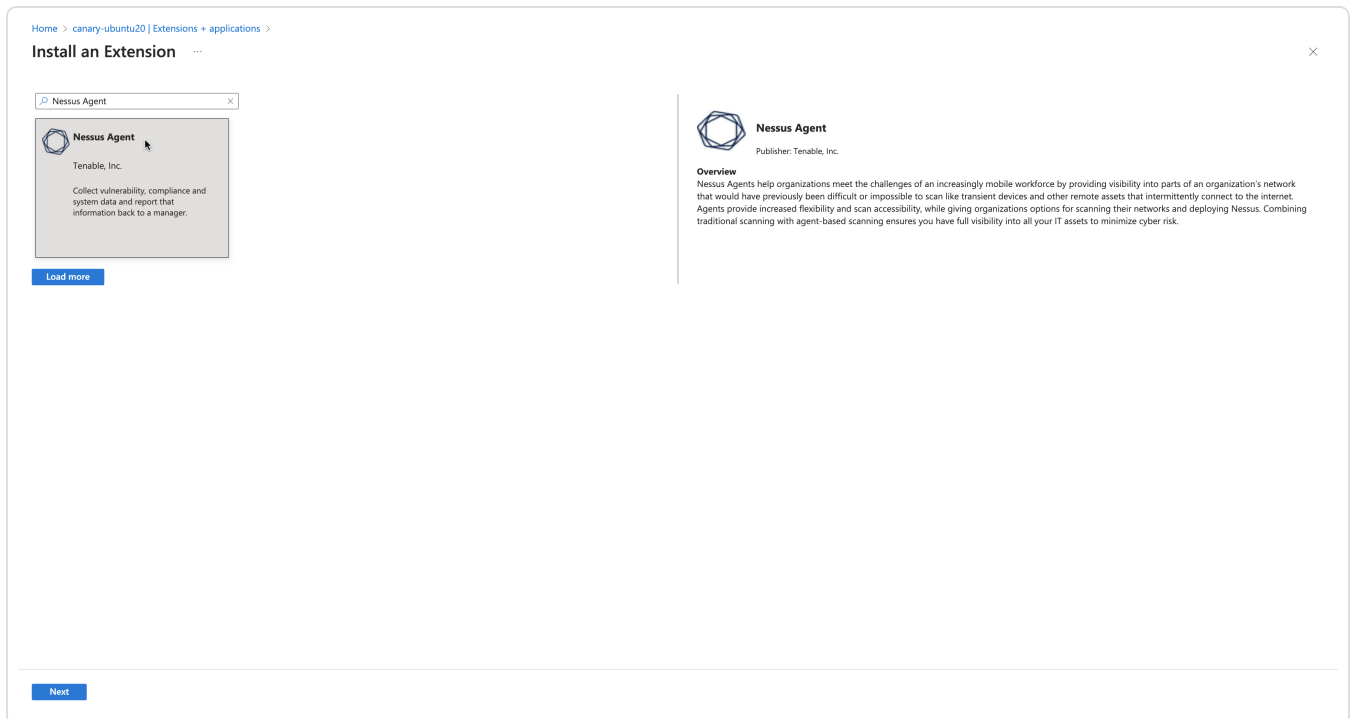 Home > canary-ubuntu20 | Extensions + applications >
Install an Extension ...
Nessus Agent
Nessus Agent
Tenable, Inc.
Collect vulnerability, compliance and
system data and report that
information back to a manager.
Load more
Nessus Agent
Publisher: Tenable, Inc.
Overview
Nessus Agents help organizations meet the challenges of an increasingly mobile workforce by providing visibility into parts of an organization's network
that would have previously been difficult or impossible to scan like transient devices and other remote assets that intermittently connect to the internet.
Agents provide increased flexibility and scan accessibility, while giving organizations options for scanning their networks and deploying Nessus. Combining
traditional scanning with agent-based scanning ensures you have full visibility into all your IT assets to minimize cyber risk.
Next